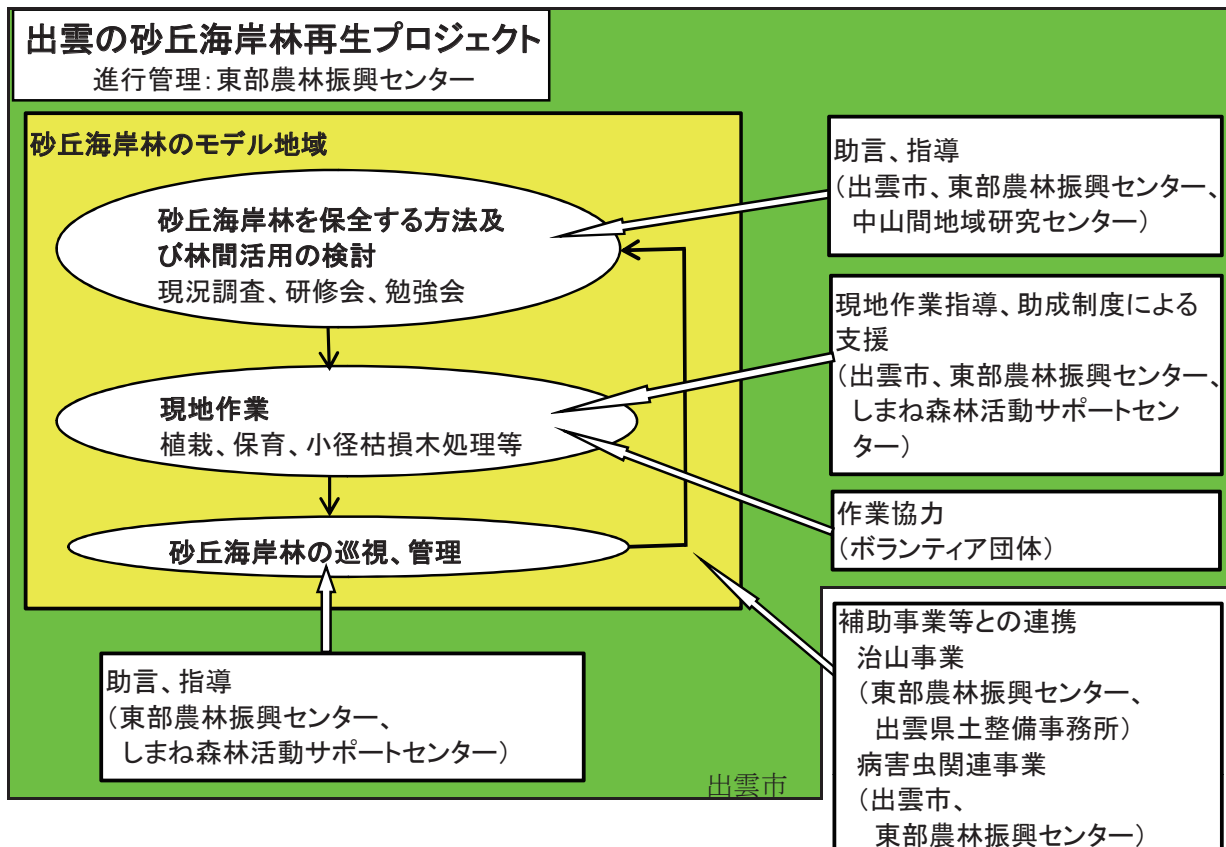 出雲の砂丘海岸林再生プロジェクト
進行管理：東部農林振興センター
砂丘海岸林のモデル地域
砂丘海岸林を保全する方法及
び林間活用の検討
現況調査、研修会、勉強会
現地作業
植栽、保育、小径枯損木処理等
砂丘海岸林の巡視、管理
助言、指導
（出雲市、東部農林振興センター、
中山間地域研究センター）
現地作業指導、助成制度による
支援
（出雲市、東部農林振興センター、
しまね森林活動サポートセン
ター）
作業協力
（ボランティア団体）
補助事業等との連携
治山事業
（東部農林振興センター、
出雲県土整備事務所）
病害虫関連事業
（出雲市、
東部農林振興センター）
助言、指導
（東部農林振興センター、
しまね森林活動サポートセンター）
出雲市